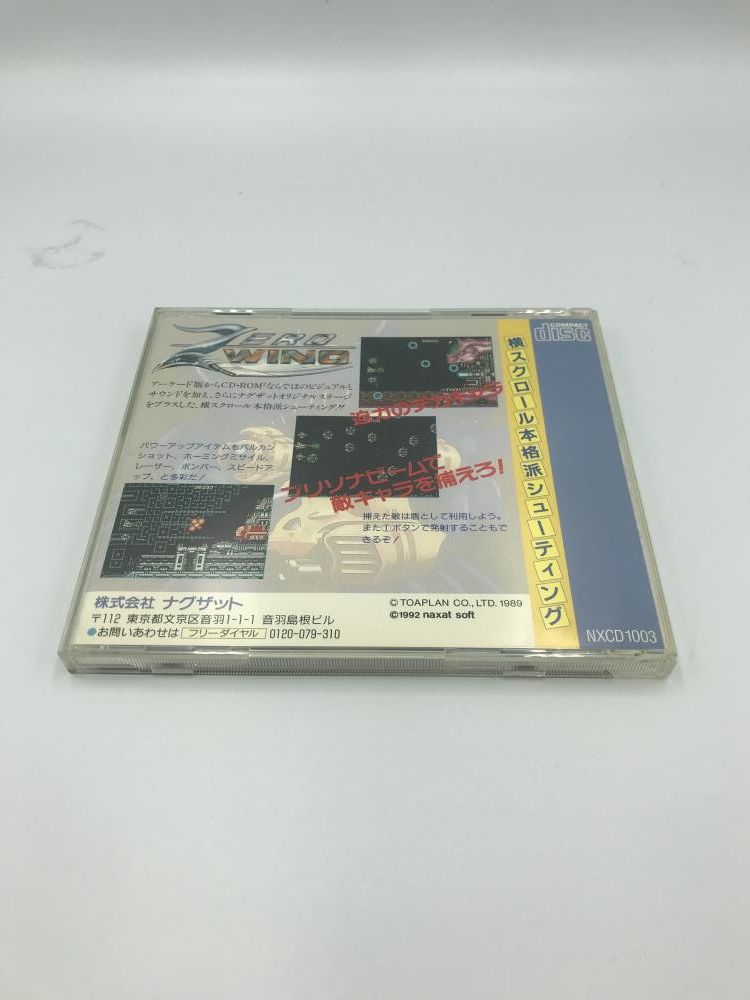 ZERO
WING
アーケード版からCD・ROM²ならではのビジュアルと
サウンドを加え、さらにナグザットオリジナルステージ
をプラスした、横スクロール本格派シューティング!!
迫力のデカキャラ
パワーアップアイテムもバルカン
ショット、ホーミングミサイル、
レーザー、ボンバー、スピードア
ップ、と多彩だ!
プリソナビームで
敵キャラを捕えろ!
捕えた敵は盾として利用しよう。
また①ボタンで発射することもで
きるぞ!
株式会社 ナグザット
〒112 東京都文京区音羽1-1-1 音羽島根ビル
●お問いあわせは フリーダイヤル 0120-079-310
© TOAPLAN CO., LTD. 1989
©1992 naxat soft
COMPACT
disc
横スクロール本格派シューティング
NXCD1003